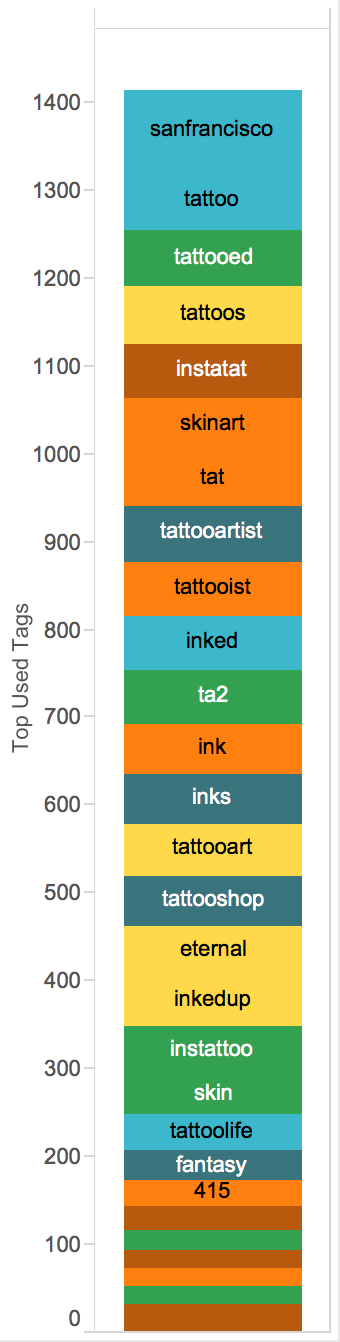 1400
sanfrancisco
1300
tattoo
tattooed
1200
tattoos
1100
instatat
skinart
1000
tat
tattooartist
900
tattooist
Top Used Tags
800
inked
ta2
700
ink
inks
600
tattooart
tattooshop
500
eternal
400
inkedup
instattoo
300
skin
tattoolife
fantasy
200
415
100
0